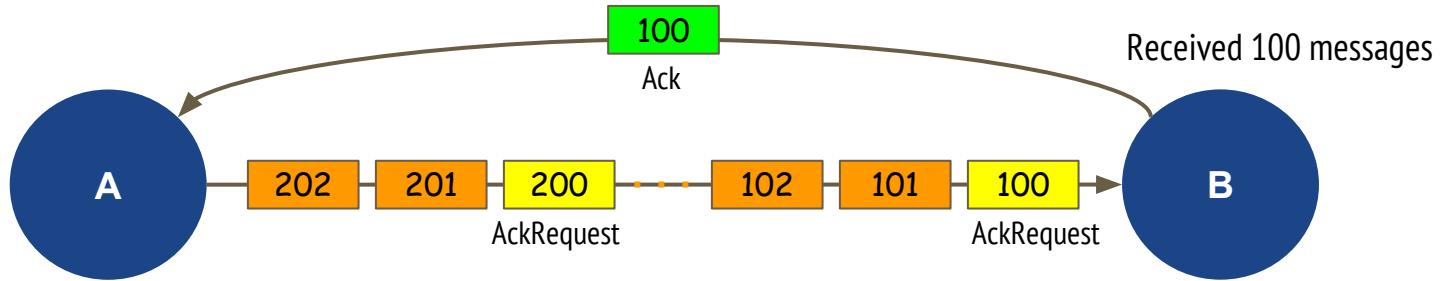 100
Ack
Received 100 messages
A
202 201 200 102 101 100
B
AckRequest AckRequest